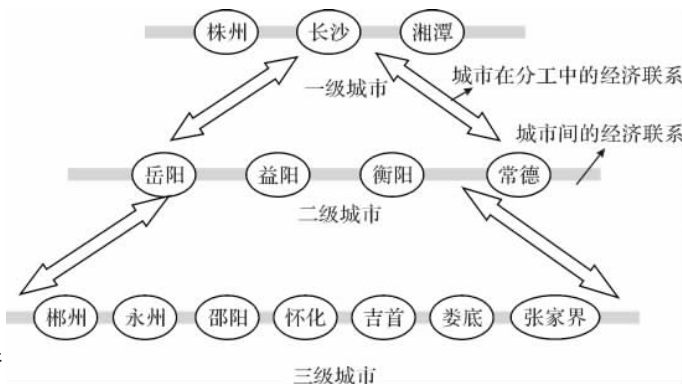 株州 长沙 湘潭
一级城市
城市在分工中的经济联系
城市间的经济联系
岳阳 益阳 衡阳 常德
二级城市
郴州 永州 邵阳 怀化 吉首 娄底 张家界
三级城市